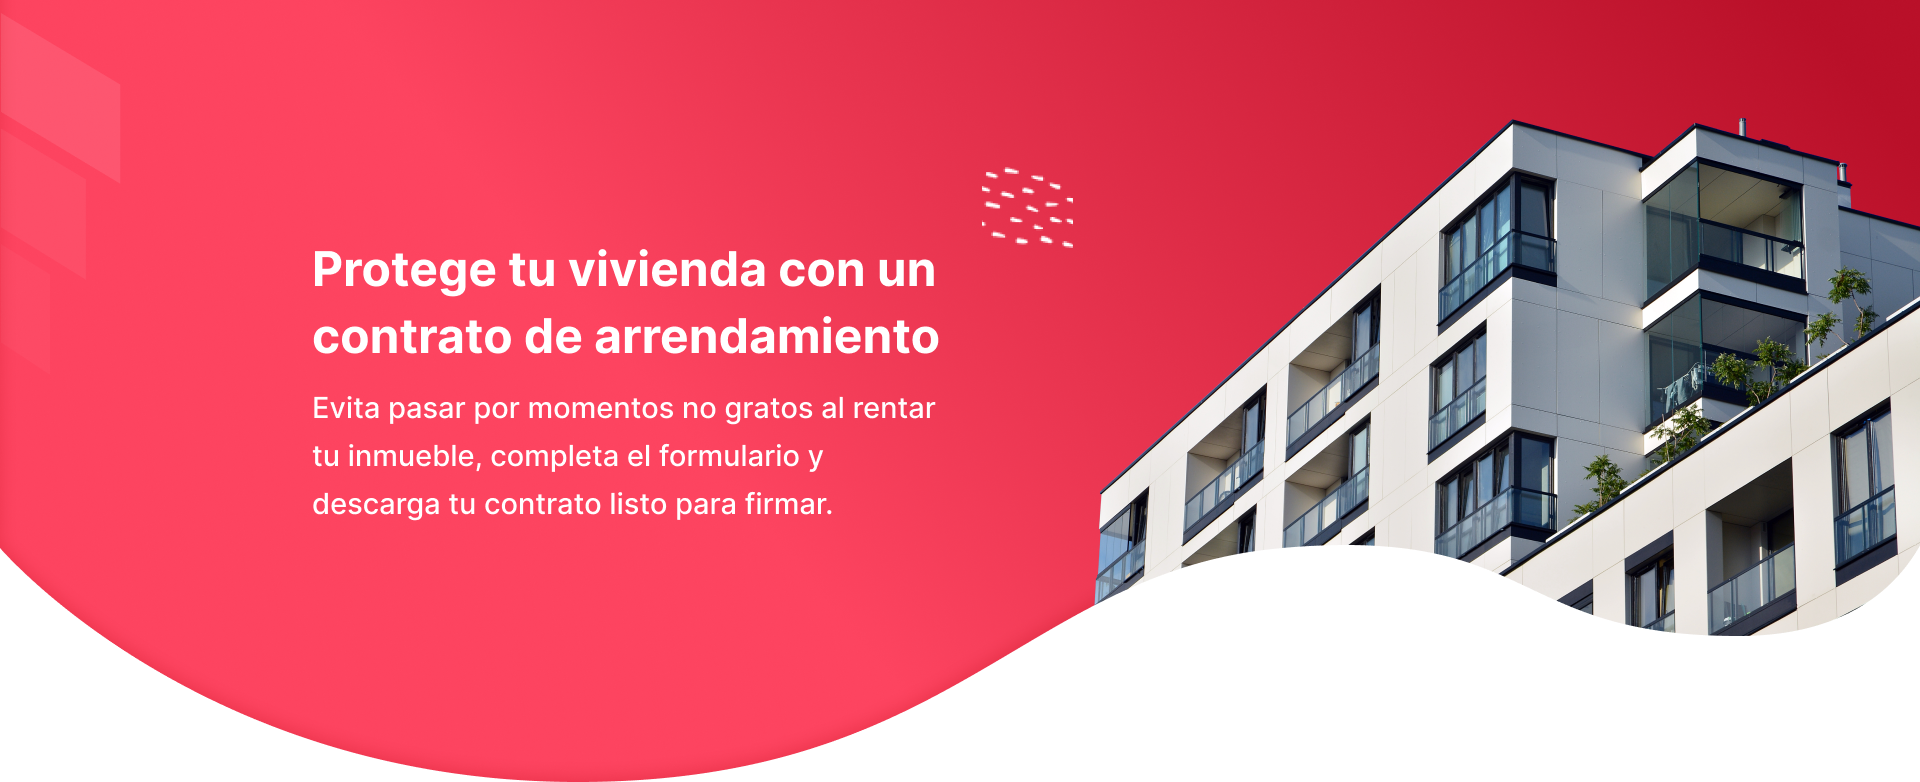 Protege tu vivienda con un
contrato de arrendamiento
Evita pasar por momentos no gratos al rentar
tu inmueble, completa el formulario y
descarga tu contrato listo para firmar.